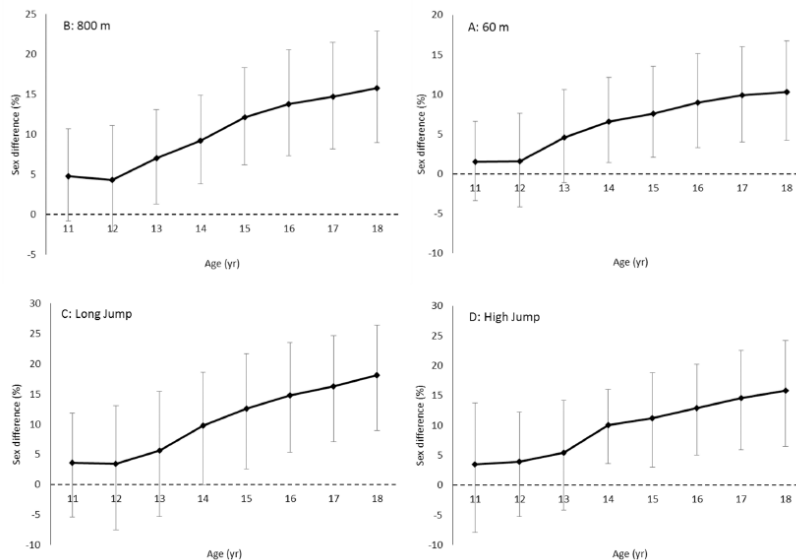 B: 800 m
25
20
15
10
5
0
-5
Sex difference (%)
11 12 13 14 15 16 17 18
Age (yr)
A: 60 m
20
15
10
5
0
-5
-10
Sex difference (%)
11 12 13 14 15 16 17 18
Age (yr)
C: Long Jump
30
25
20
15
10
5
0
-5
-10
Sex difference (%)
11 12 13 14 15 16 17 18
Age (yr)
D: High Jump
30
25
20
15
10
5
0
-5
-10
Sex difference (%)
11 12 13 14 15 16 17 18
Age (yr)